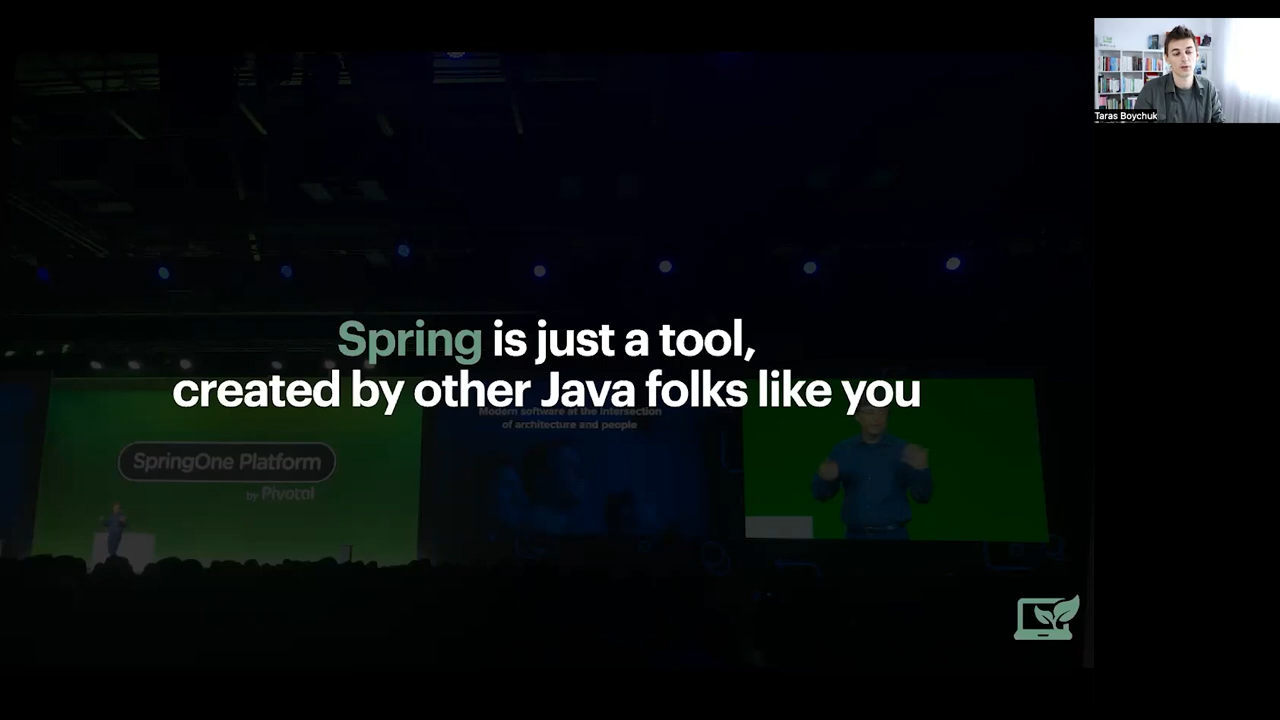 Taras Boychuk
Spring is just a tool,
created by other Java folks like you
Modern software at the intersection
of architecture and people
SpringOne Platform
by Pivotal